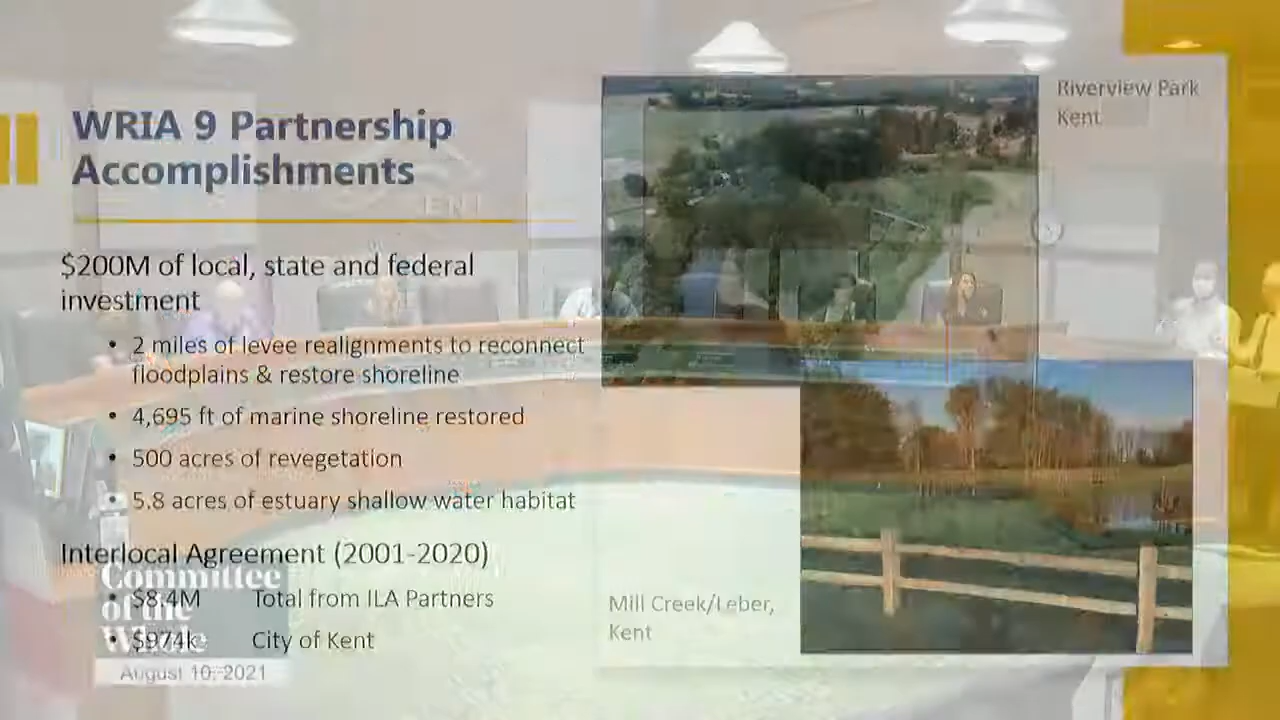 WRIA 9 Partnership
Accomplishments
$200M of local, state and federal
investment
• 2 miles of levee realignments to reconnect
floodplains & restore shoreline
• 4,695 ft of marine shoreline restored
• 500 acres of revegetation
• 5.8 acres of estuary shallow water habitat
Interlocal Agreement (2001-2020)
• $8.4M Total from ILA Partners
• $974k City of Kent
Riverview Park
Kent
Mill Creek/Leber,
Kent
Committee
of the
Whole
August 10, 2021